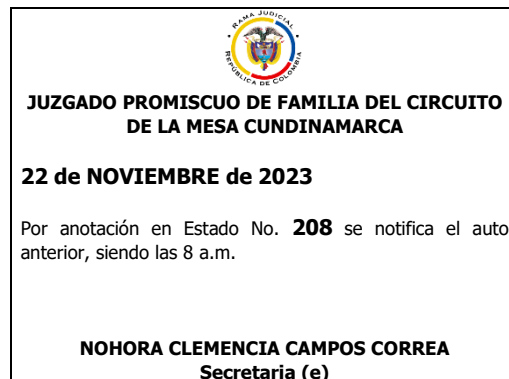 RAMA JUDICIAL
REPÚBLICA DE COLOMBIA
JUZGADO PROMISCUO DE FAMILIA DEL CIRCUITO
DE LA MESA CUNDINAMARCA
22 de NOVIEMBRE de 2023
Por anotación en Estado No. 208 se notifica el auto
anterior, siendo las 8 a.m.
NOHORA CLEMENCIA CAMPOS CORREA
Secretaria (e)